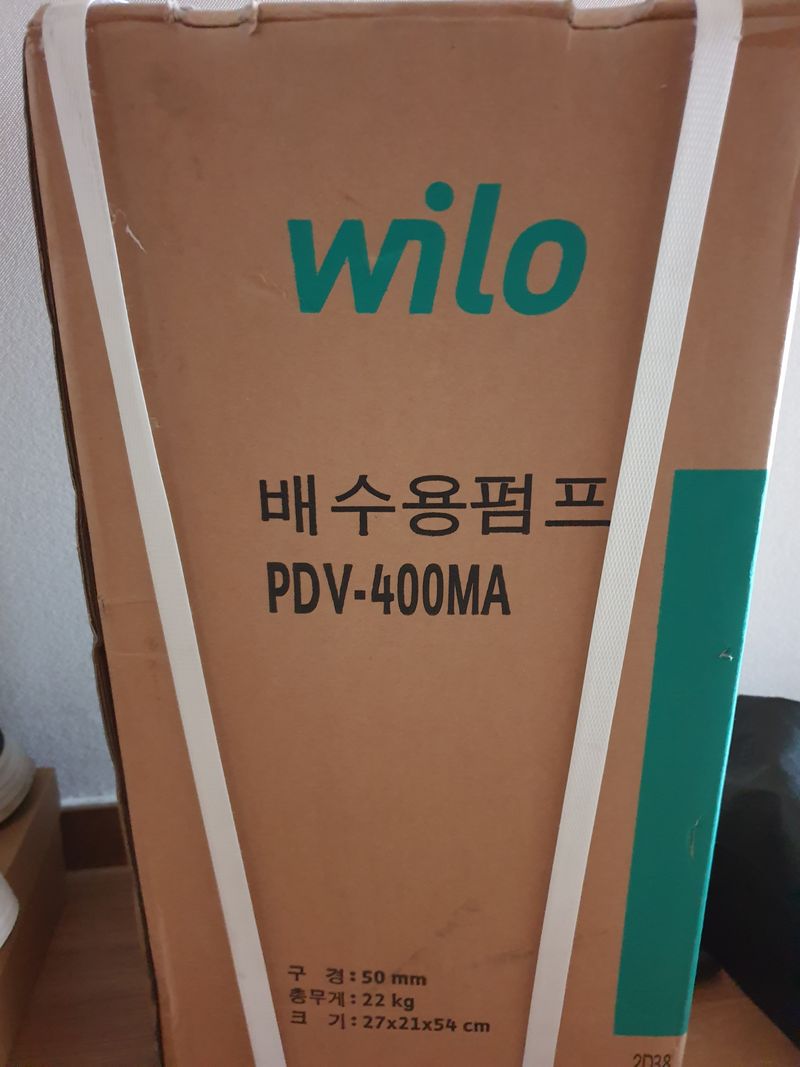 wilo
배수용펌프
PDV-400MA
구 경 : 50 mm
총무게 : 22 kg
크 기 : 27x21x54 cm
2D38